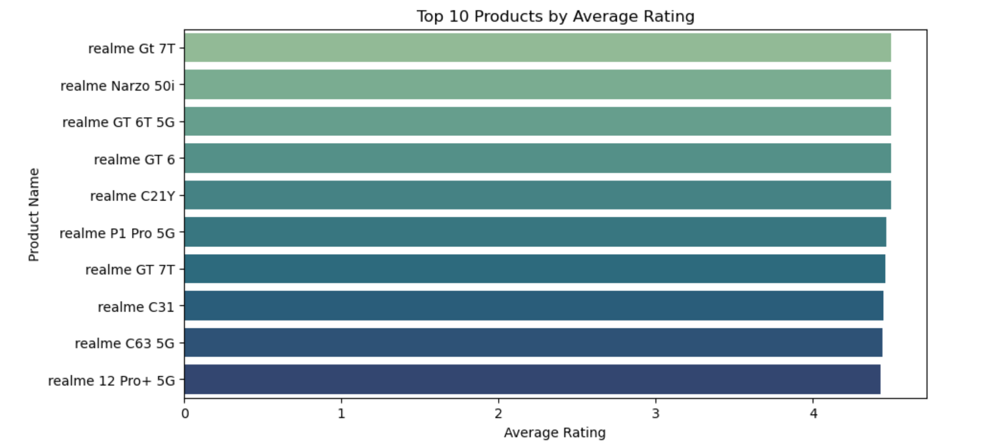 Top 10 Products by Average Rating
Product Name
realme Gt 7T
realme Narzo 50i
realme GT 6T 5G
realme GT 6
realme C21Y
realme P1 Pro 5G
realme GT 7T
realme C31
realme C63 5G
realme 12 Pro+ 5G
0 1 2 3 4
Average Rating